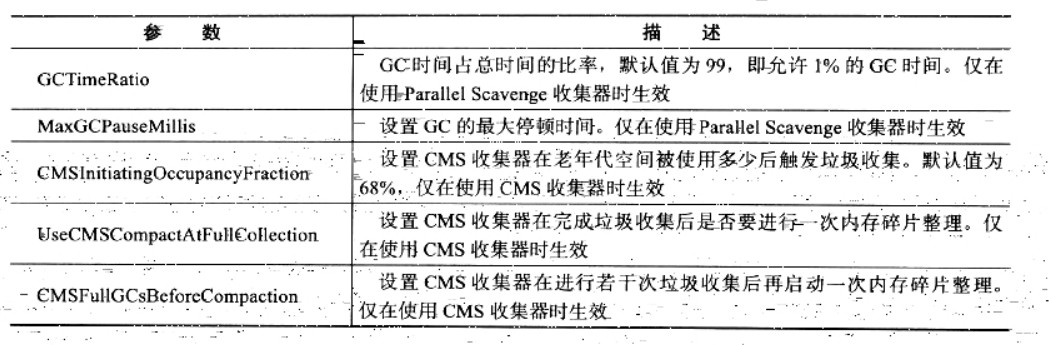 参 数 描 述
GCTimeRatio
GC时间占总时间的比率，默认值为 99，即允许 1% 的 GC 时间。仅在
使用 Parallel Scavenge 收集器时生效
MaxGCPauseMillis
设置 GC 的最大停顿时间。仅在使用 Parallel Scavenge 收集器时生效
CMSInitiatingOccupancyFraction
设置 CMS 收集器在老年代空间被使用多少后触发垃圾收集。默认值为
68%，仅在使用 CMS 收集器时生效
UseCMSCompactAtFullCollection
设置 CMS 收集器在完成垃圾收集后是否要进行一次内存碎片整理。仅
在使用 CMS 收集器时生效
CMSFullGCsBeforeCompaction
设置 CMS 收集器在进行若干次垃圾收集后再启动一次内存碎片整理。
仅在使用 CMS 收集器时生效